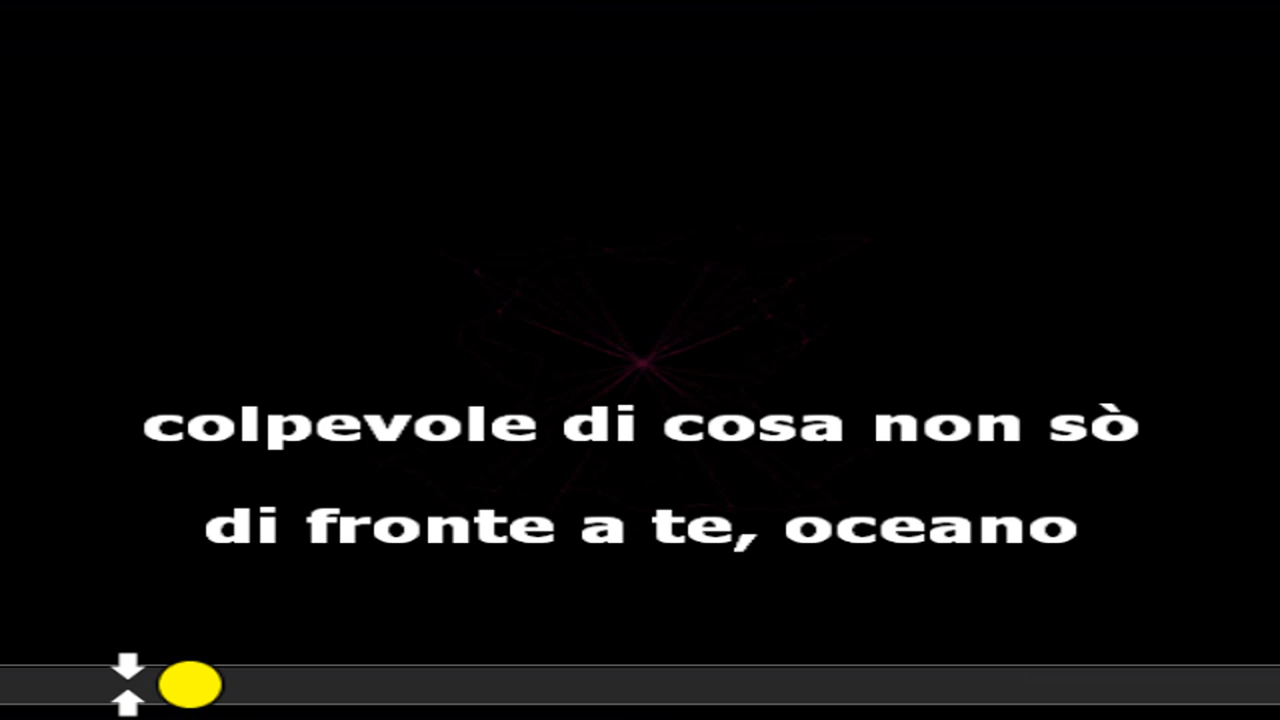 colpevole di cosa non sò
di fronte a te, oceano